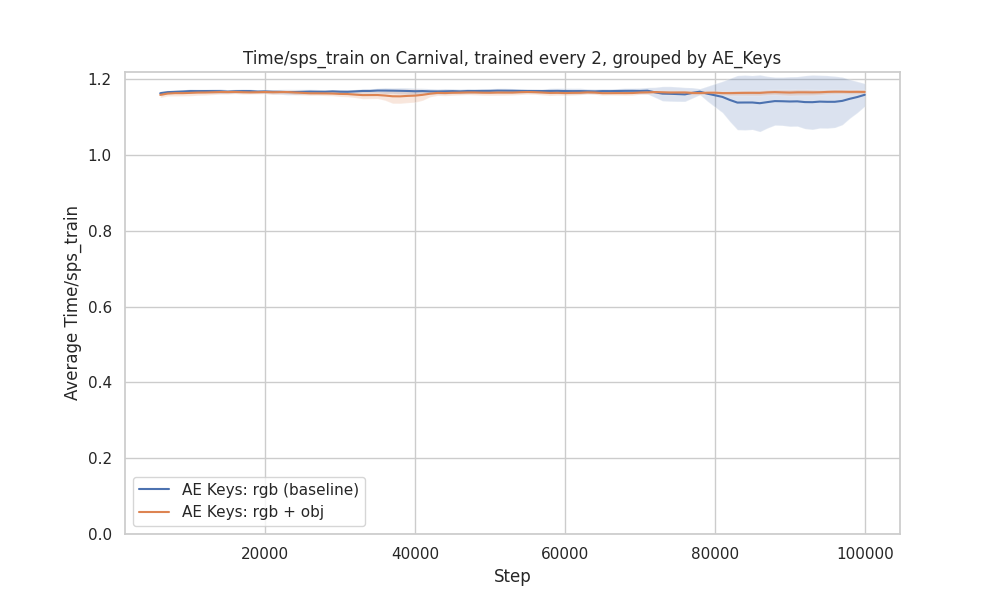 Time/sps_train on Carnival, trained every 2, grouped by AE_Keys
Average Time/sps_train
1.2
1.0
0.8
0.6
0.4
0.2
0.0
AE Keys: rgb (baseline)
AE Keys: rgb + obj
20000
40000
60000
80000
100000
Step